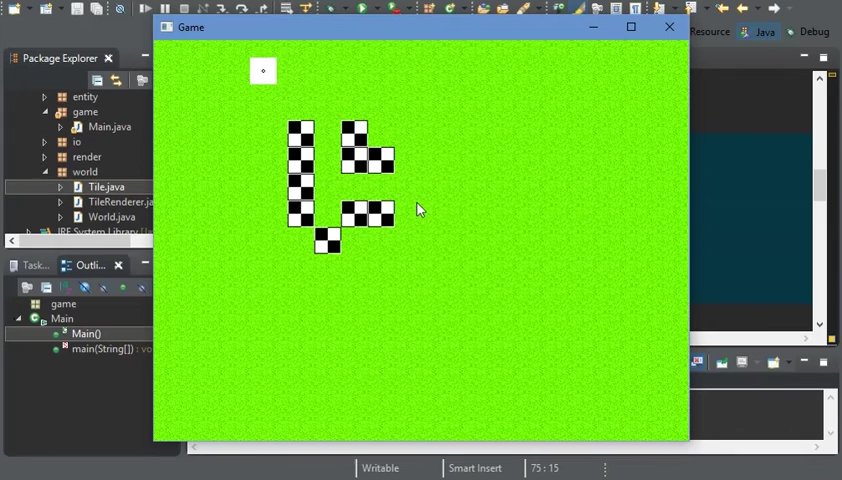 Game
Resource
Java
Debug
Package Explorer
entity
game
Main.java
io
render
world
Tile.java
TileRenderer.ja
World.java
JRE System Library
Task...
Outli...
game
Main
Main()
main(String[]) : vo
Writable
Smart Insert
75 : 15